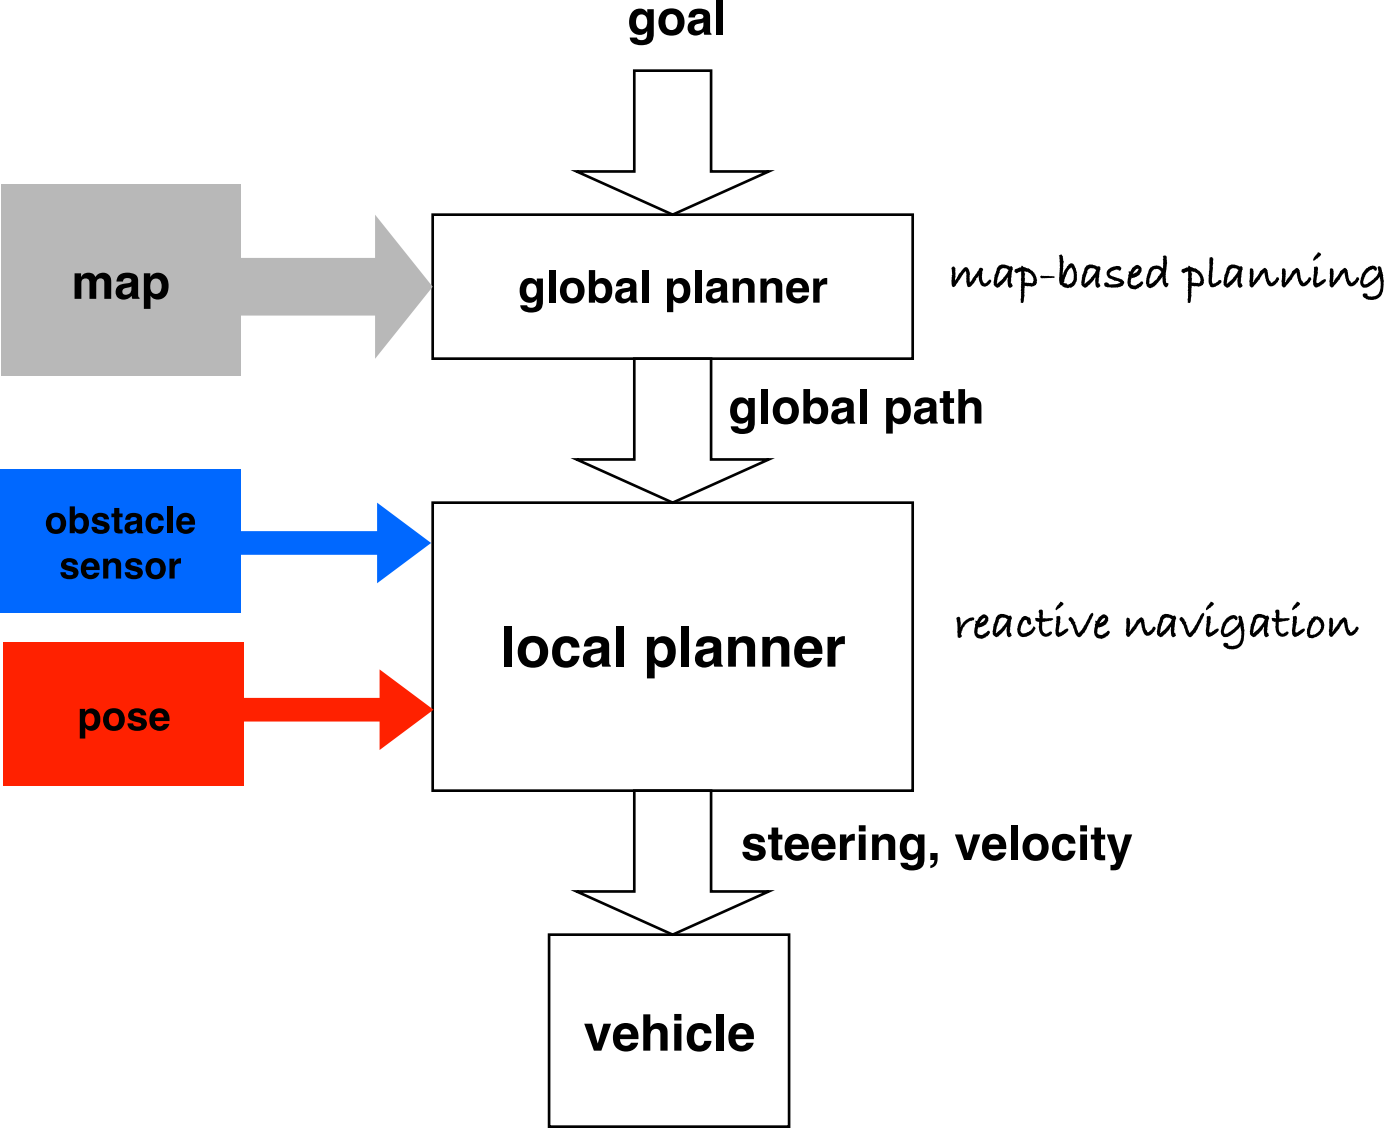 goal
map
global planner
map-based planning
global path
obstacle
sensor
local planner
reactive navigation
pose
steering, velocity
vehicle